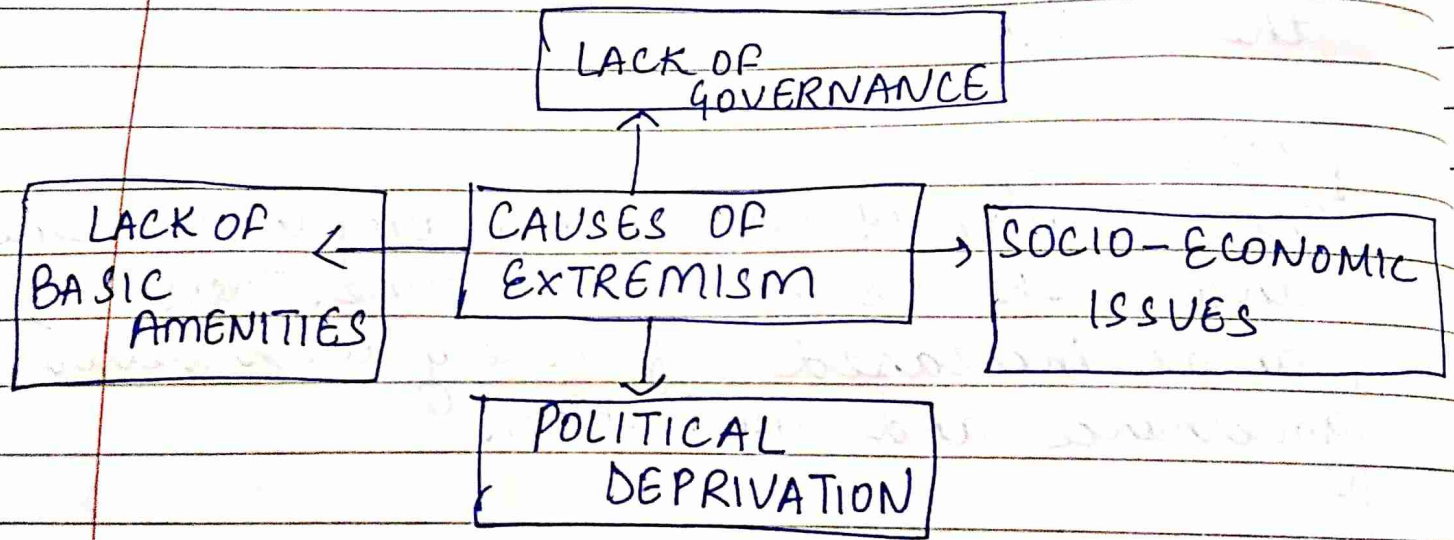 LACK OF
GOVERNANCE
LACK OF
BASIC
AMENITIES
CAUSES OF
EXTREMISM
SOCIO-ECONOMIC
ISSUES
POLITICAL
DEPRIVATION